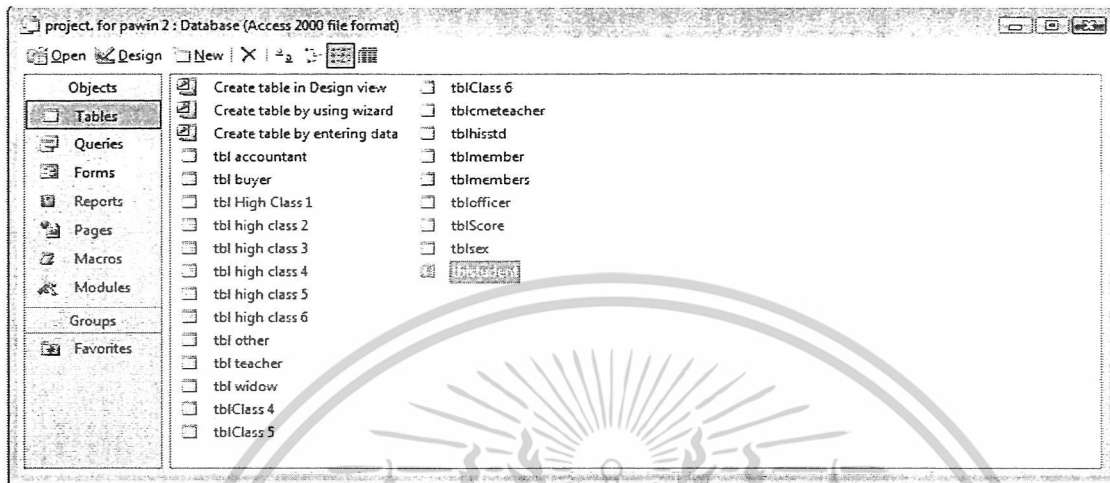 project. for pawin 2 : Database (Access 2000 file format)
Open Design New
Objects
Tables
Queries
Forms
Reports
Pages
Macros
Modules
Groups
Favorites
Create table in Design view
Create table by using wizard
Create table by entering data
tbl accountant
tbl buyer
tbl High Class 1
tbl high class 2
tbl high class 3
tbl high class 4
tbl high class 5
tbl high class 6
tbl other
tbl teacher
tbl widow
tblClass 4
tblClass 5
tblClass 6
tblcmeteacher
tblhisstd
tblmember
tblmembers
tblofficer
tblScore
tblsex
tblstudent